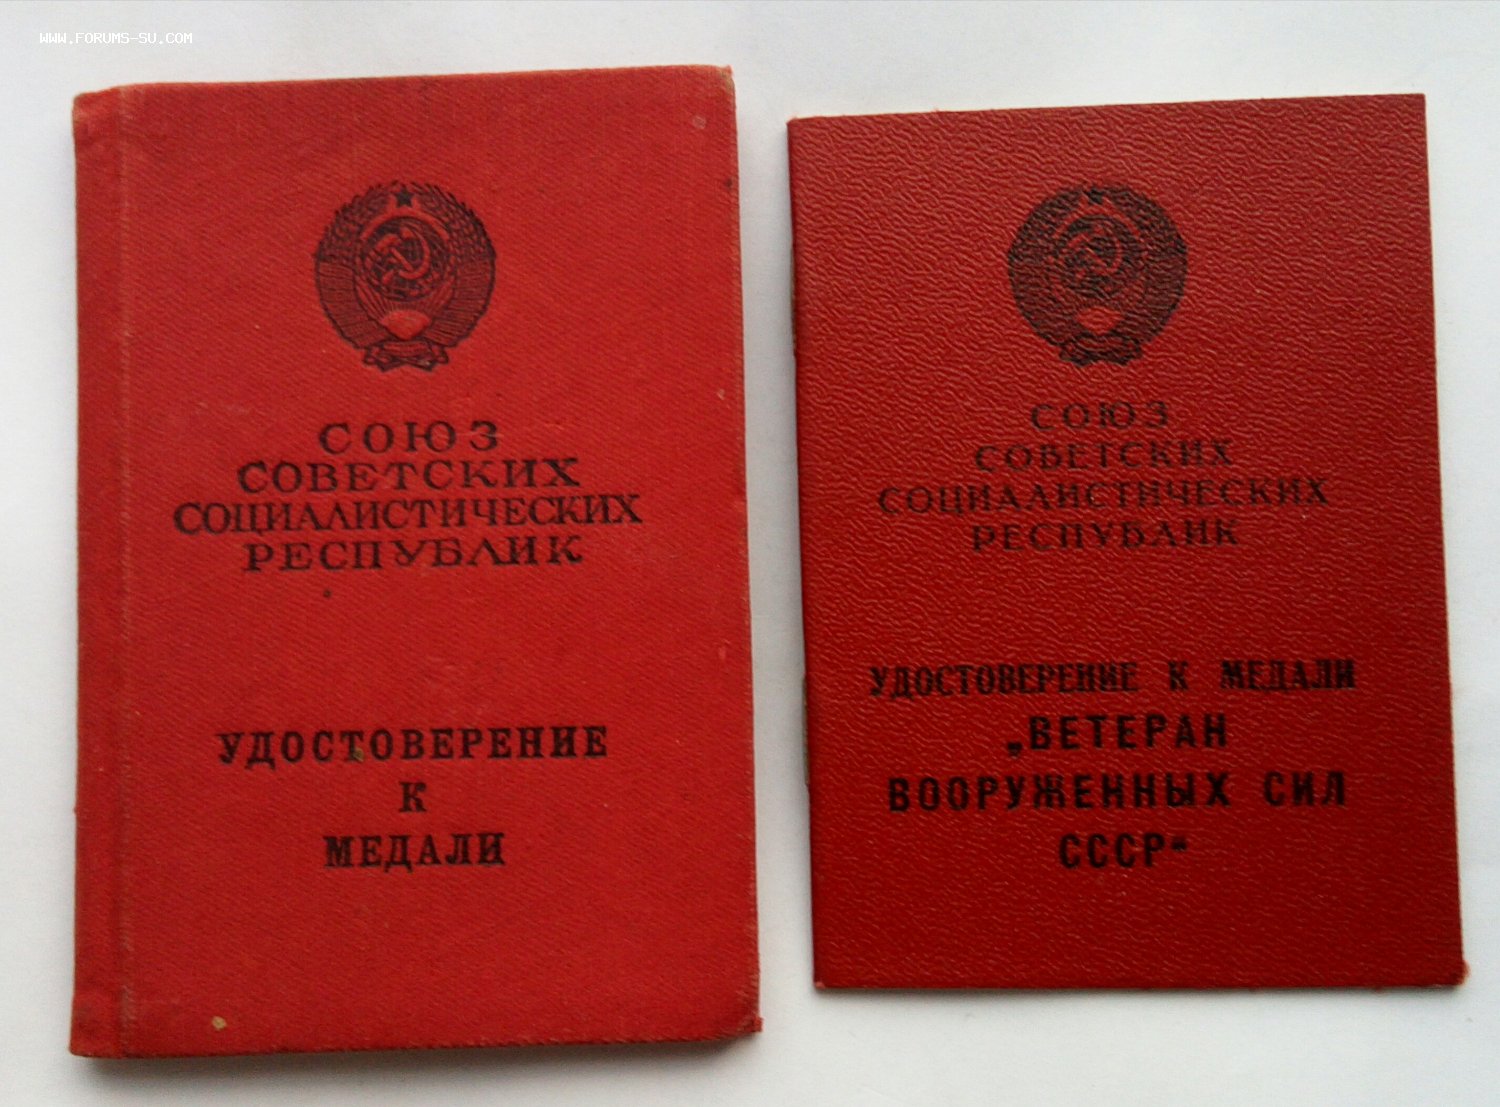 WWW.FORUMS-SU.COM
СОЮЗ
СОВЕТСКИХ
СОЦИАЛИСТИЧЕСКИХ
РЕСПУБЛИК
УДОСТОВЕРЕНИЕ
К
МЕДАЛИ
СОЮЗ
СОВЕТСКИХ
СОЦИАЛИСТИЧЕСКИХ
РЕСПУБЛИК
УДОСТОВЕРЕНИЕ К МЕДАЛИ
„ВЕТЕРАН
ВООРУЖЕННЫХ СИЛ
СССР“